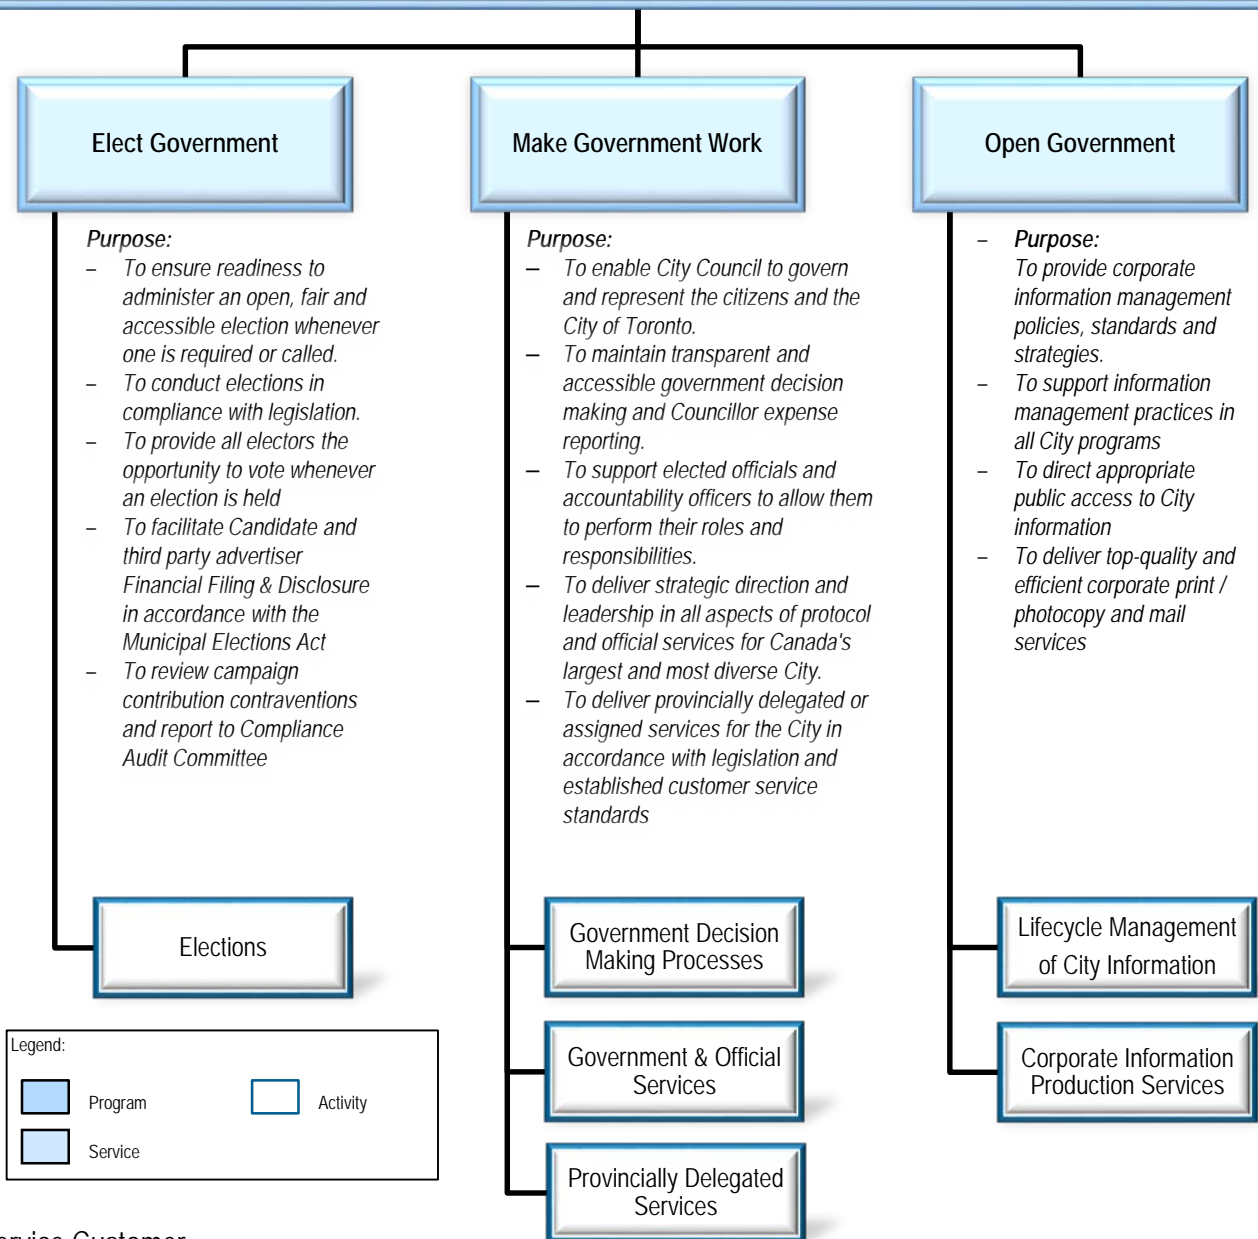 Elect Government
Purpose:
– To ensure readiness to
administer an open, fair and
accessible election whenever
one is required or called.
– To conduct elections in
compliance with legislation.
– To provide all electors the
opportunity to vote whenever
an election is held
– To facilitate Candidate and
third party advertiser
Financial Filing & Disclosure
in accordance with the
Municipal Elections Act
– To review campaign
contribution contraventions
and report to Compliance
Audit Committee
Elections
Make Government Work
Purpose:
– To enable City Council to govern
and represent the citizens and the
City of Toronto.
– To maintain transparent and
accessible government decision
making and Councillor expense
reporting.
– To support elected officials and
accountability officers to allow them
to perform their roles and
responsibilities.
– To deliver strategic direction and
leadership in all aspects of protocol
and official services for Canada's
largest and most diverse City.
– To deliver provincially delegated or
assigned services for the City in
accordance with legislation and
established customer service
standards
Government Decision
Making Processes
Government & Official
Services
Provincially Delegated
Services
Open Government
– Purpose:
To provide corporate
information management
policies, standards and
strategies.
– To support information
management practices in
all City programs
– To direct appropriate
public access to City
information
– To deliver top-quality and
efficient corporate print /
photocopy and mail
services
Lifecycle Management
of City Information
Corporate Information
Production Services
Legend:
Program
Activity
Service
Customer